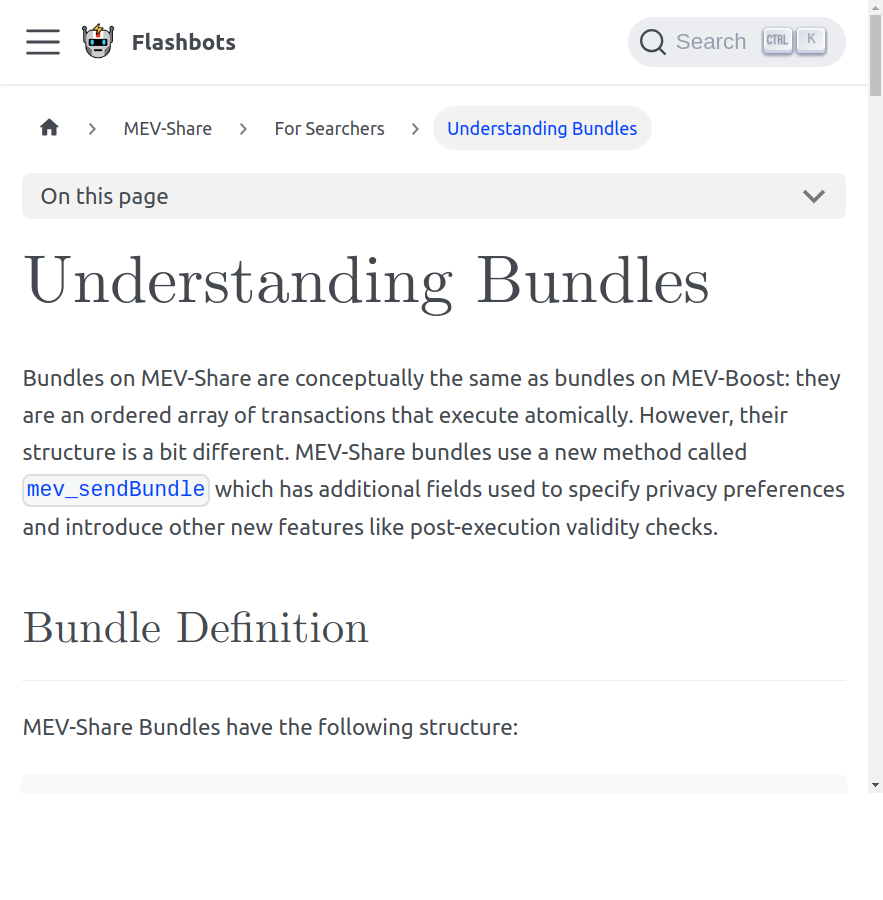 Flashbots
Search CTRL K
MEV-Share For Searchers Understanding Bundles
On this page
Understanding Bundles
Bundles on MEV-Share are conceptually the same as bundles on MEV-Boost: they
are an ordered array of transactions that execute atomically. However, their
structure is a bit different. MEV-Share bundles use a new method called
mev_sendBundle which has additional fields used to specify privacy preferences
and introduce other new features like post-execution validity checks.
Bundle Definition
MEV-Share Bundles have the following structure: